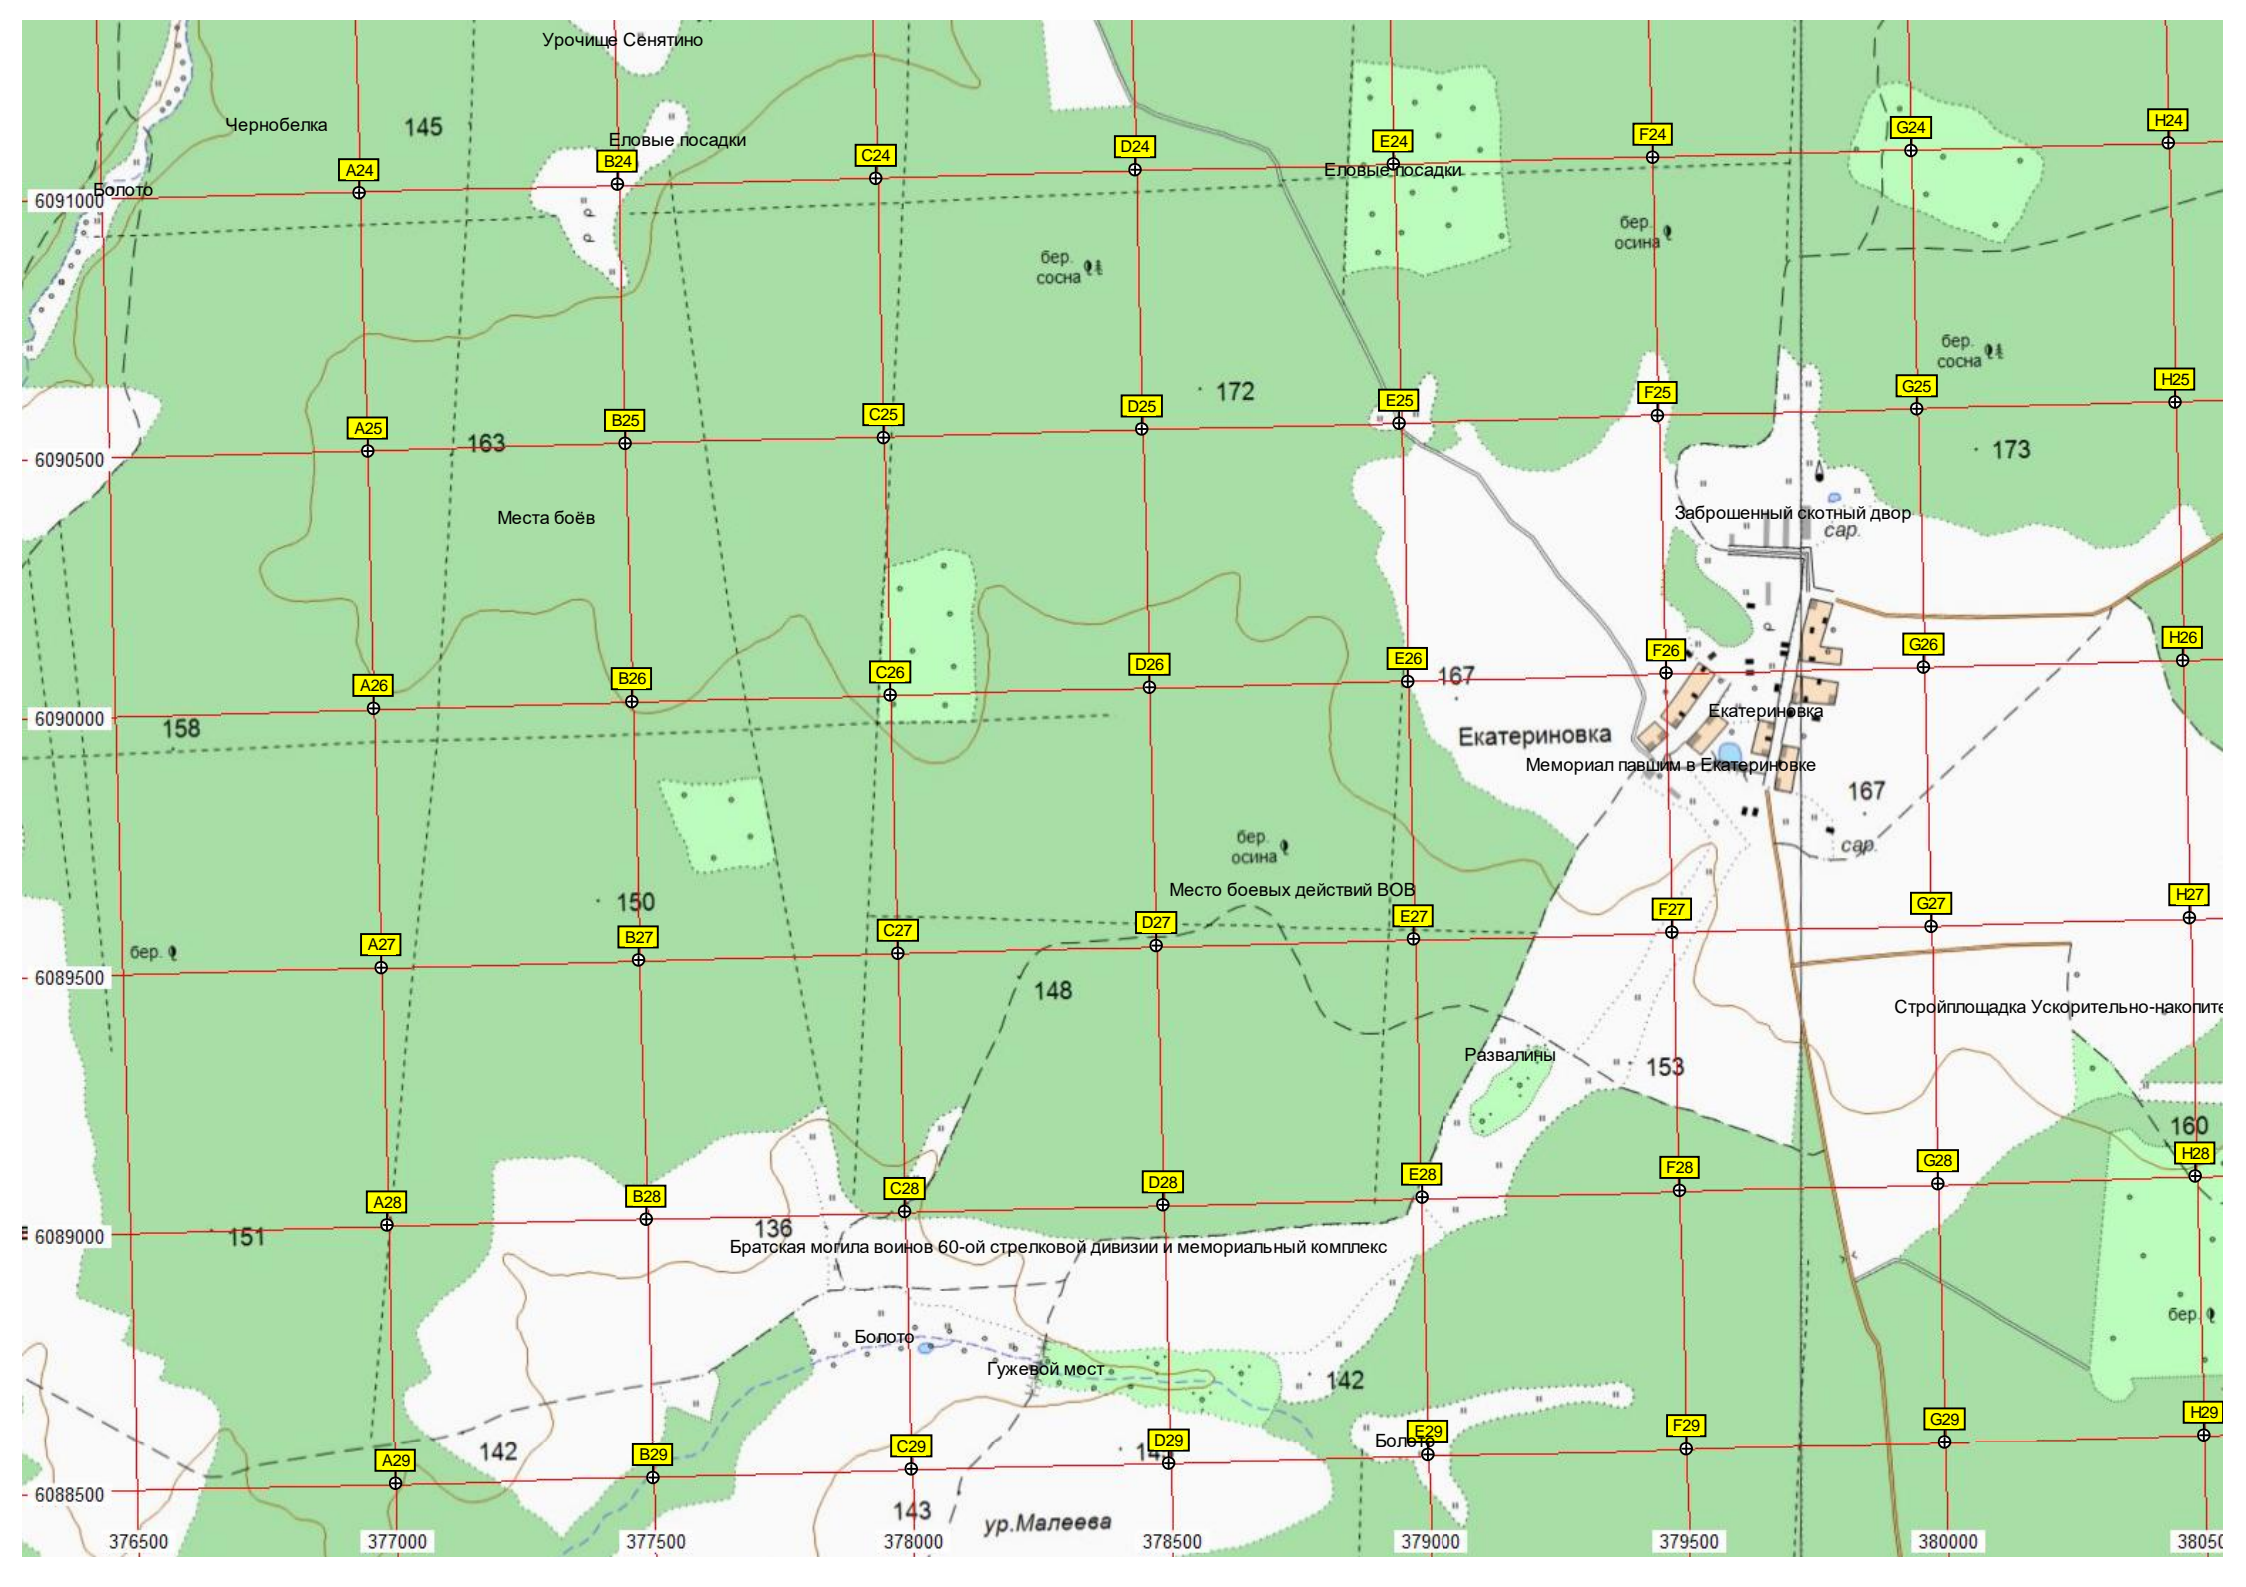 Урочище Сенятино
Чернобелка
145
Еловые посадки
H24
G24
F24
E24
D24
C24
B24
A24
Еловые посадки
Болото
6091000
бер.
осина
бер.
сосна
бер.
сосна
172
H25
G25
F25
E25
D25
C25
B25
A25
163
173
6090500
Места боёв
Заброшенный скотный двор
сар.
H26
G26
F26
E26
D26
C26
B26
A26
167
6090000
158
Екатериновка
Екатериновка
Мемориал павшим в Екатериновке
167
сар.
бер.
осина
Место боевых действий ВОВ
150
H27
G27
F27
E27
D27
C27
B27
A27
бер.
6089500
148
Стройплощадка Ускорительно-накопите
Развалины
153
160
H28
G28
F28
E28
D28
C28
B28
A28
151
136
6089000
Братская могила воинов 60-ой стрелковой дивизии и мемориальный комплекс
бер.
Болото
Гужевой мост
142
H29
G29
F29
E29
D29
C29
B29
A29
Болото
142
6088500
143
ур.Малеева
376500
377000
377500
378000
378500
379000
379500
380000
38050